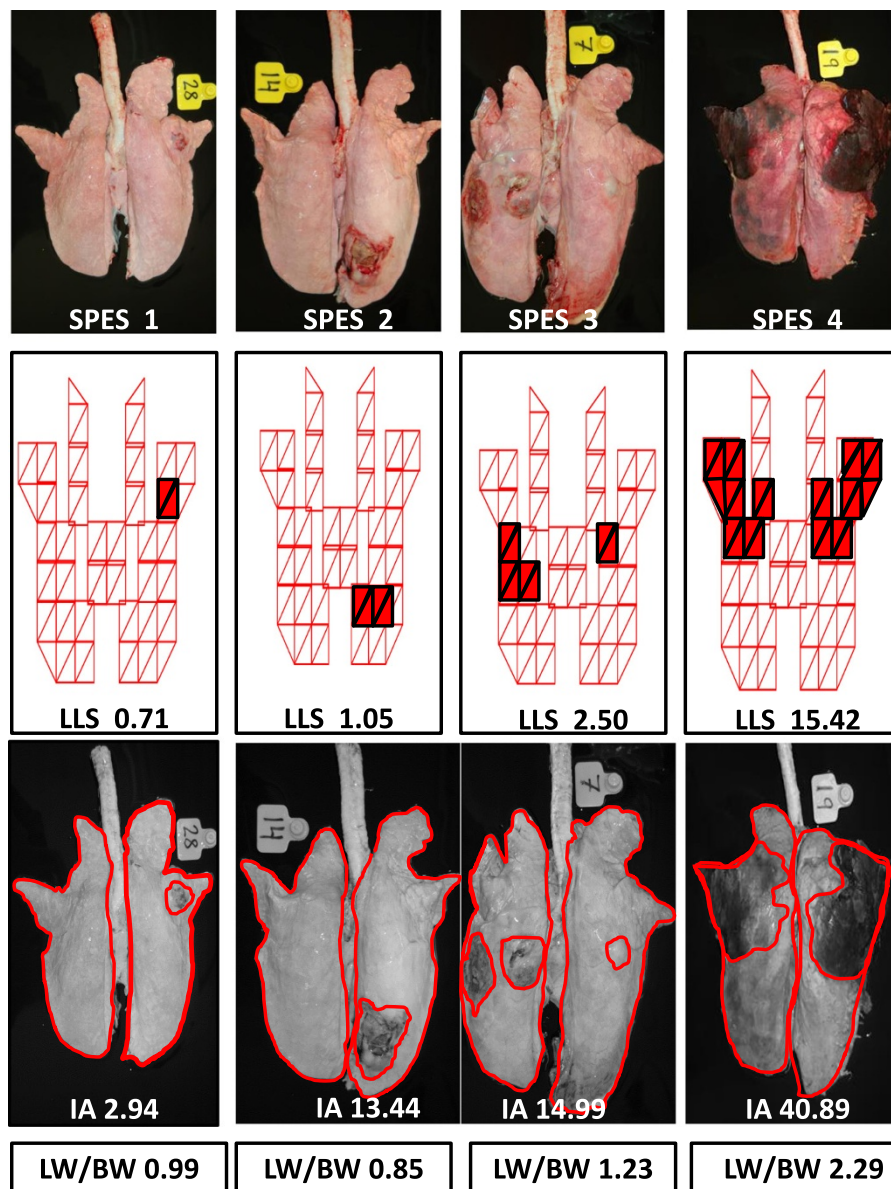 28
14
7
19
SPES 1
SPES 2
SPES 3
SPES 4
LLS 0.71
LLS 1.05
LLS 2.50
LLS 15.42
28
14
7
19
IA 2.94
IA 13.44
IA 14.99
IA 40.89
LW/BW 0.99
LW/BW 0.85
LW/BW 1.23
LW/BW 2.29